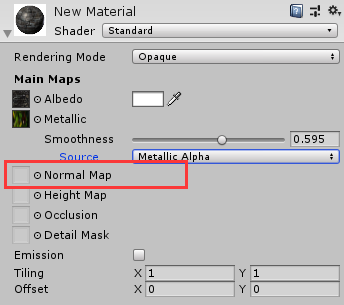 New Material
Shader Standard
Rendering Mode Opaque
Main Maps
Albedo
Metallic
Smoothness 0.595
Source Metallic Alpha
Normal Map
Height Map
Occlusion
Detail Mask
Emission
Tiling X 1 Y 1
Offset X 0 Y 0